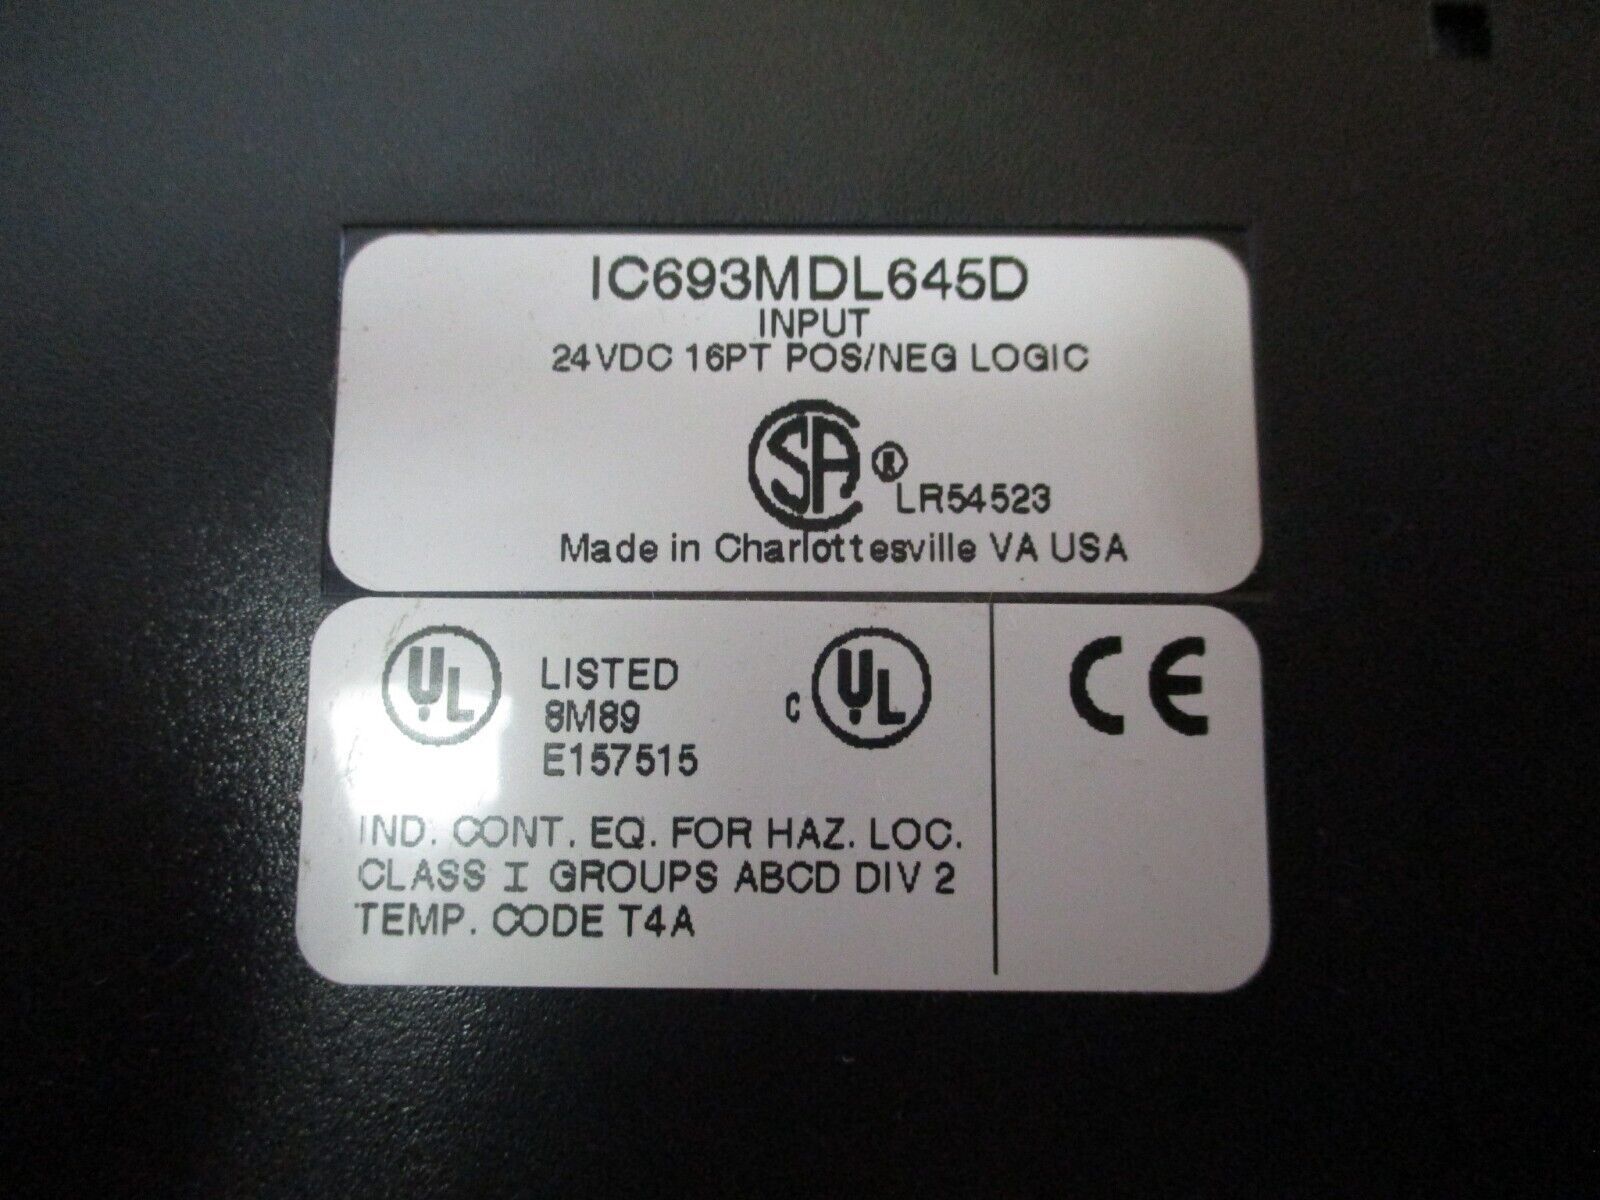 IC693MDL645D
INPUT
24VDC 16PT POS/NEG LOGIC
SA ®
LR54523
Made in Charlottesville VA USA
UL LISTED C UL CE
8M89
E157515
IND. CONT. EQ. FOR HAZ. LOC.
CLASS I GROUPS ABCD DIV 2
TEMP. CODE T4A